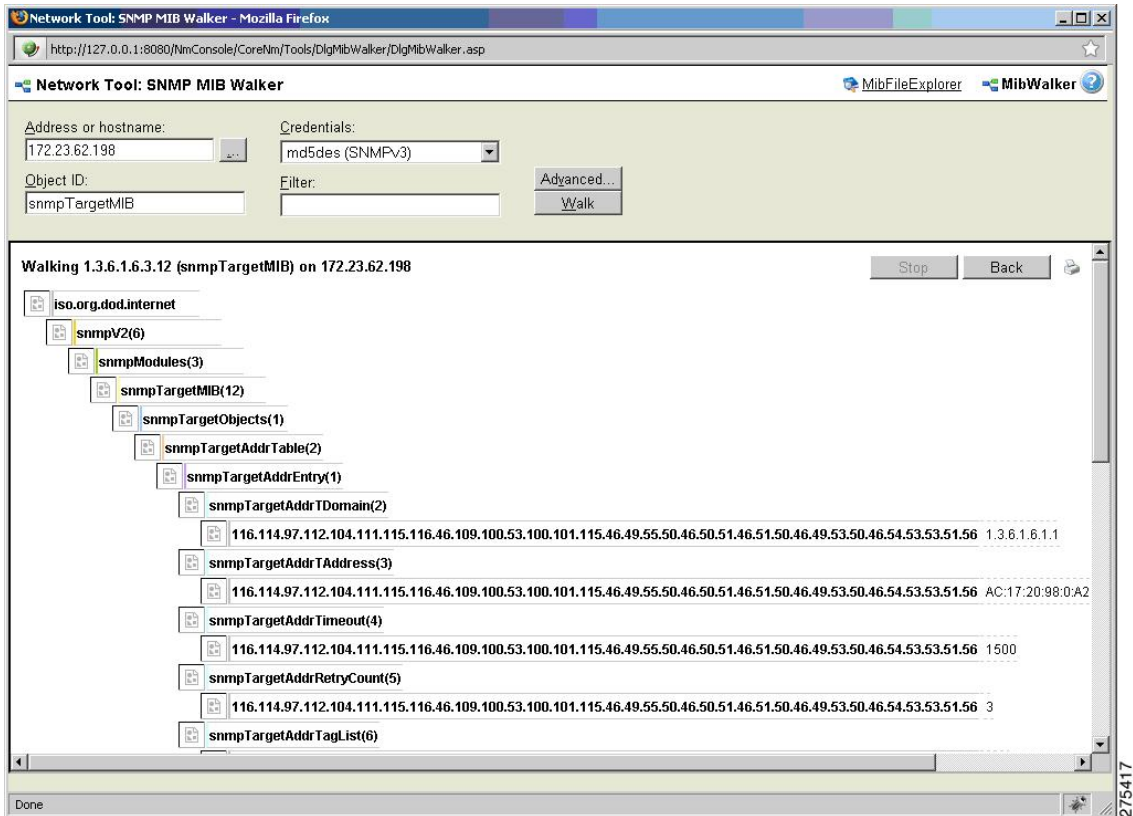 Network Tool: SNMP MIB Walker - Mozilla Firefox
http://127.0.0.1:8080/NmConsole/CoreNm/Tools/DlgMibWalker/DlgMibWalker.asp
Network Tool: SNMP MIB Walker MibFileExplorer MibWalker ?
Address or hostname: Credentials:
172.23.62.198 ... md5des (SNMPv3)
Object ID: Filter: Advanced...
snmpTargetMIB Walk
Walking 1.3.6.1.6.3.12 (snmpTargetMIB) on 172.23.62.198 Stop Back
iso.org.dod.internet
snmpV2(6)
snmpModules(3)
snmpTargetMIB(12)
snmpTargetObjects(1)
snmpTargetAddrTable(2)
snmpTargetAddrEntry(1)
snmpTargetAddrTDomain(2)
116.114.97.112.104.111.115.116.46.109.100.53.100.101.115.46.49.55.50.46.50.51.46.51.50.46.49.53.50.46.54.53.53.51.56 1.3.6.1.6.1.1
snmpTargetAddrTAddress(3)
116.114.97.112.104.111.115.116.46.109.100.53.100.101.115.46.49.55.50.46.50.51.46.51.50.46.49.53.50.46.54.53.53.51.56 AC:17:20:98:0:A2
snmpTargetAddrTimeout(4)
116.114.97.112.104.111.115.116.46.109.100.53.100.101.115.46.49.55.50.46.50.51.46.51.50.46.49.53.50.46.54.53.53.51.56 1500
snmpTargetAddrRetryCount(5)
116.114.97.112.104.111.115.116.46.109.100.53.100.101.115.46.49.55.50.46.50.51.46.51.50.46.49.53.50.46.54.53.53.51.56 3
snmpTargetAddrTagList(6)
Done
275417